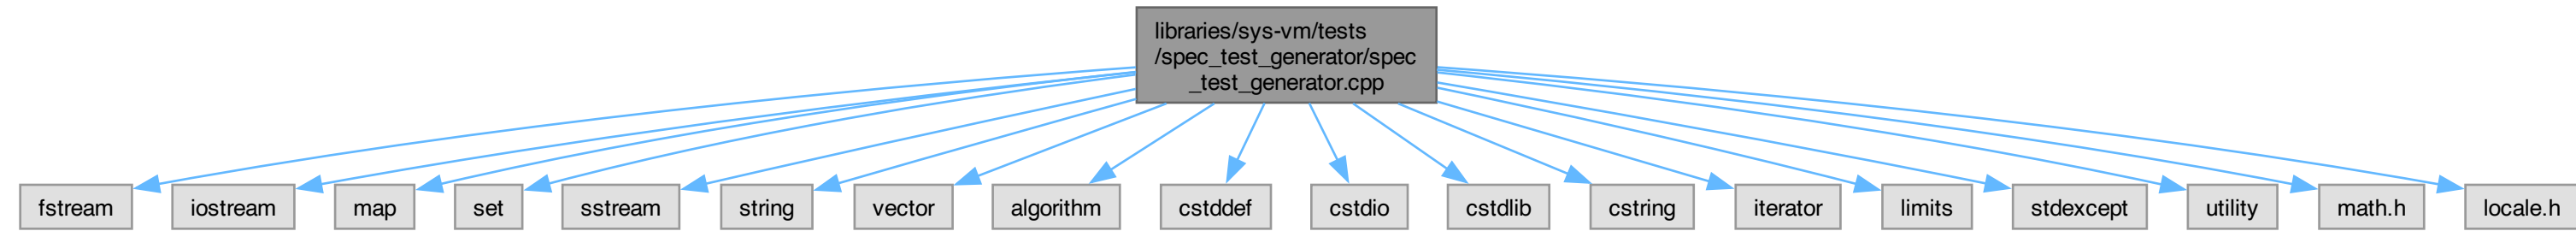 libraries/sys-vm/tests
/spec_test_generator/spec
_test_generator.cpp
fstream
iostream
map
set
sstream
string
vector
algorithm
cstddef
cstdio
cstdlib
cstring
iterator
limits
stdexcept
utility
math.h
locale.h